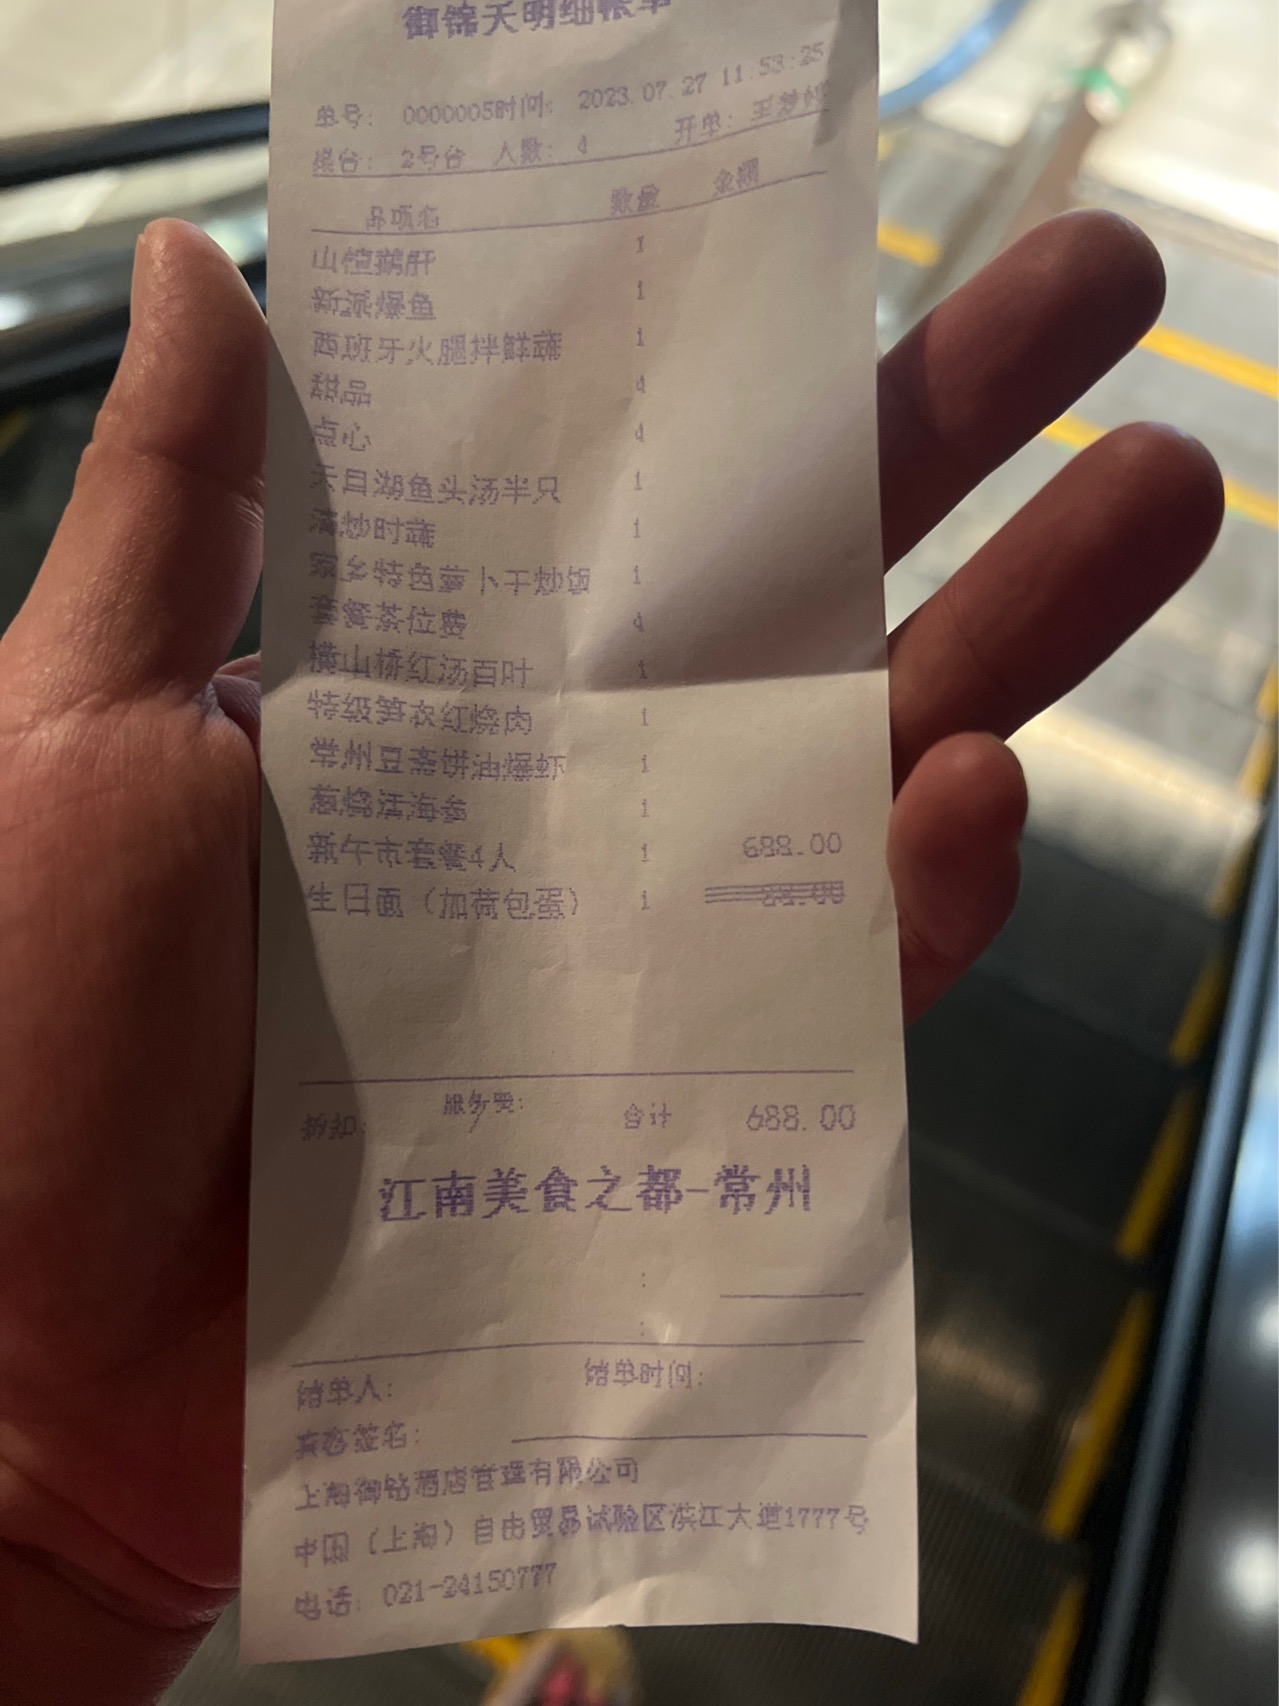 御锦天明细帐单
单号： 0000005时间： 2023.07.27 11:53:25
桌台： 2号台 人数： 4 开单：王梦
品项名 数量 金额
山楂鹅肝 1
新派爆鱼 1
西班牙火腿拌鲜蔬 1
甜品 4
点心 4
天目湖鱼头汤半只 1
清炒时蔬 1
家乡特色萝卜干炒饭 1
套餐茶位费 4
横山桥红汤百叶 1
特级笋衣红烧肉 1
常州豆斋饼油爆虾 1
葱烧活海参 1
新午市套餐4人 1 688.00
生日面（加荷包蛋） 1 88.00
折扣： 服务费： 合计 688.00
江南美食之都-常州
:
:
结单人： 结单时间：
宾客签名：
上海御钻酒店管理有限公司
中国（上海）自由贸易试验区滨江大道1777号
电话：021-24150777